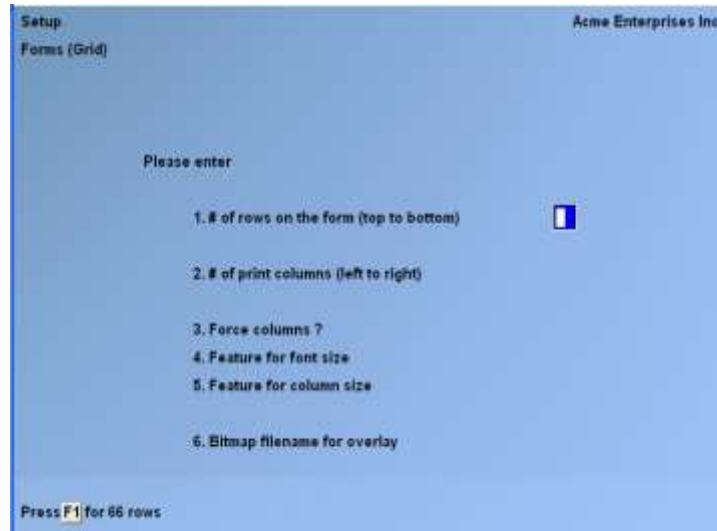 Setup Acme Enterprises Inc
Forms (Grid)
Please enter
1. # of rows on the form (top to bottom)
2. # of print columns (left to right)
3. Force columns ?
4. Feature for font size
5. Feature for column size
6. Bitmap filename for overlay
Press F1 for 66 rows